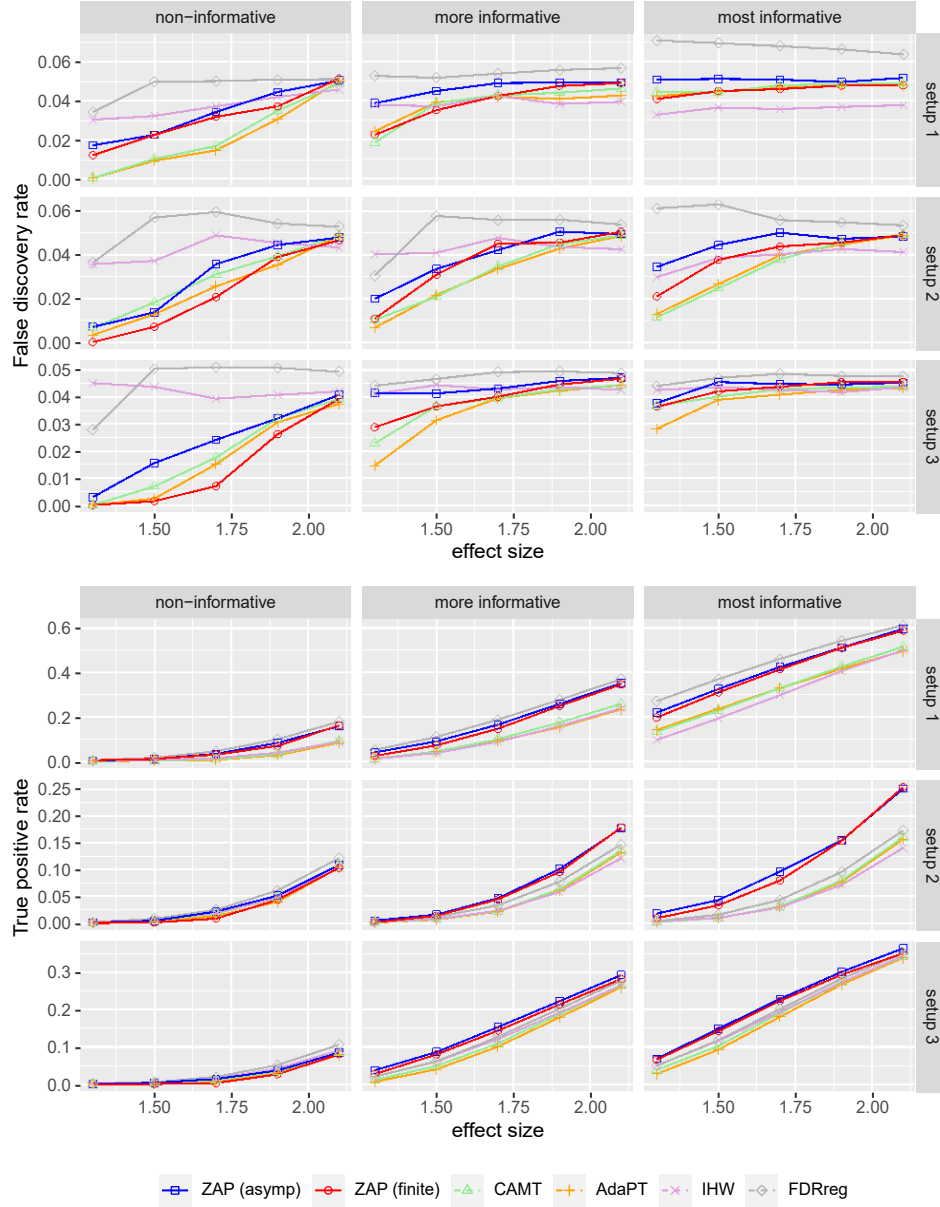 non-informative more informative most informative
0.06
0.04
0.02
0.00
setup 1
0.06
0.04
0.02
0.00
setup 2
0.05
0.04
0.03
0.02
0.01
0.00
setup 3
False discovery rate
1.50 1.75 2.00 1.50 1.75 2.00 1.50 1.75 2.00
effect size
non-informative more informative most informative
0.6
0.4
0.2
0.0
setup 1
0.25
0.20
0.15
0.10
0.05
0.00
setup 2
0.3
0.2
0.1
0.0
setup 3
True positive rate
1.50 1.75 2.00 1.50 1.75 2.00 1.50 1.75 2.00
effect size
ZAP (asymp) ZAP (finite) CAMT AdaPT IHW FDRreg